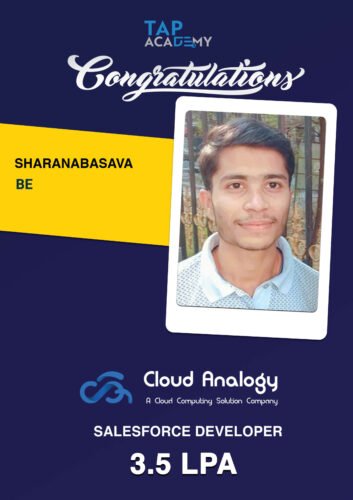 TAP
ACADEMY
Congratulations
SHARANABASAVA
BE
Cloud Analogy
A Cloud Computing Solution Company
SALESFORCE DEVELOPER
3.5 LPA